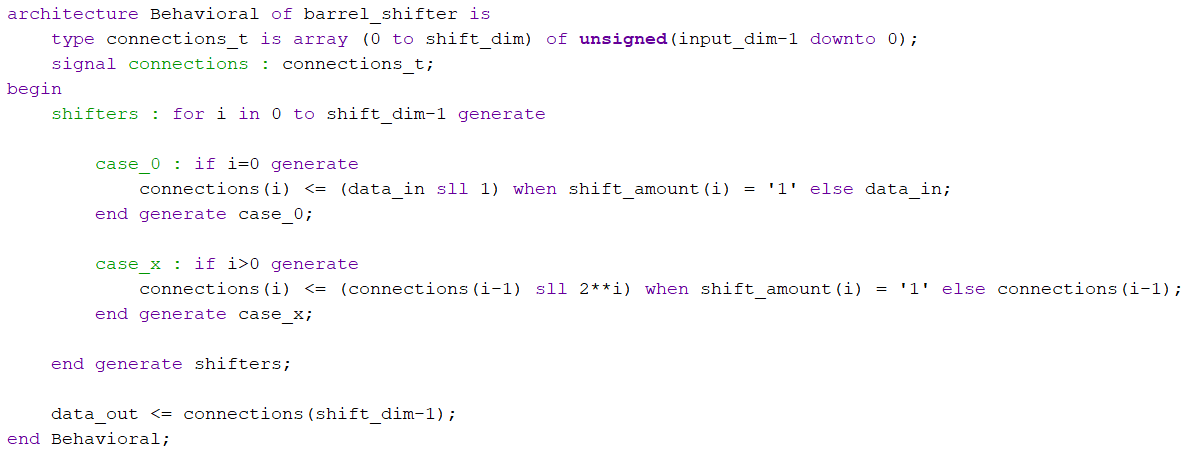 architecture Behavioral of barrel_shifter is
    type connections_t is array (0 to shift_dim) of unsigned(input_dim-1 downto 0);
    signal connections : connections_t;
begin
    shifters : for i in 0 to shift_dim-1 generate

        case_0 : if i=0 generate
            connections(i) <= (data_in sll 1) when shift_amount(i) = '1' else data_in;
        end generate case_0;

        case_x : if i>0 generate
            connections(i) <= (connections(i-1) sll 2**i) when shift_amount(i) = '1' else connections(i-1);
        end generate case_x;

    end generate shifters;

    data_out <= connections(shift_dim-1);
end Behavioral;